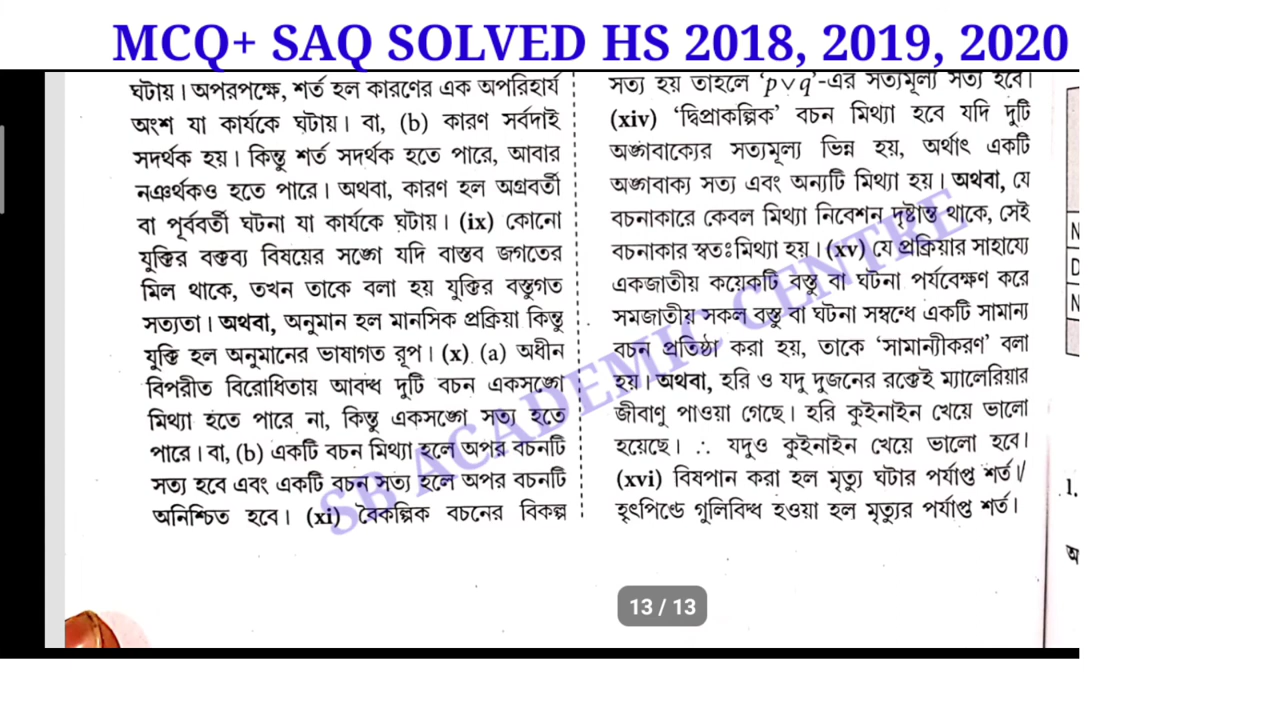 MCQ+ SAQ SOLVED HS 2018, 2019, 2020
ঘটায়। অপরপক্ষে, শর্ত হল কারণের এক অপরিহার্য
অংশ যা কার্যকে ঘটায়। বা, (b) কারণ সর্বদাই
সদর্থক হয়। কিন্তু শর্ত সদর্থক হতে পারে, আবার
নঞর্থকও হতে পারে। অথবা, কারণ হল অগ্রবর্তী
বা পূর্ববর্তী ঘটনা যা কার্যকে ঘটায়। (ix) কোনো
যুক্তির বক্তব্য বিষয়ের সঙ্গে যদি বাস্তব জগতের
মিল থাকে, তখন তাকে বলা হয় যুক্তির বস্তুগত
সত্যতা। অথবা, অনুমান হল মানসিক প্রক্রিয়া কিন্তু
যুক্তি হল অনুমানের ভাষাগত রূপ। (x) (a) অধীন
বিপরীত বিরোধিতায় আবদ্ধ দুটি বচন একসঙ্গে
মিথ্যা হতে পারে না, কিন্তু একসঙ্গে সত্য হতে
পারে। বা, (b) একটি বচন মিথ্যা হলে অপর বচনটি
সত্য হবে এবং একটি বচন সত্য হলে অপর বচনটি
অনিশ্চিত হবে। (xi) বৈকল্পিক বচনের বিকল্প
সত্য হয় তাহলে ‘p∨q’-এর সত্যমূল্য সত্য হবে।
(xiv) ‘দ্বিপ্রাকল্পিক’ বচন মিথ্যা হবে যদি দুটি
অঙ্গবাক্যের সত্যমূল্য ভিন্ন হয়, অর্থাৎ একটি
অঙ্গবাক্য সত্য এবং অন্যটি মিথ্যা হয়। অথবা, যে
বচনাকারে কেবল মিথ্যা নিবেশন দৃষ্টান্ত থাকে, সেই
বচনাকার স্বতঃমিথ্যা হয়। (xv) যে প্রক্রিয়ার সাহায্যে
একজাতীয় কয়েকটি বস্তু বা ঘটনা পর্যবেক্ষণ করে
সমজাতীয় সকল বস্তু বা ঘটনা সম্বন্ধে একটি সামান্য
বচন প্রতিষ্ঠা করা হয়, তাকে ‘সামান্যীকরণ’ বলা
হয়। অথবা, হরি ও যদু দুজনের রক্তেই ম্যালেরিয়ার
জীবাণু পাওয়া গেছে। হরি কুইনাইন খেয়ে ভালো
হয়েছে। ∴ যদুও কুইনাইন খেয়ে ভালো হবে।
(xvi) বিষপান করা হল মৃত্যু ঘটার পর্যাপ্ত শর্ত।/
হৃৎপিণ্ডে গুলিবিদ্ধ হওয়া হল মৃত্যুর পর্যাপ্ত শর্ত।
SB ACADEMIC CENTRE
N
D
N
1.
অ
13 / 13